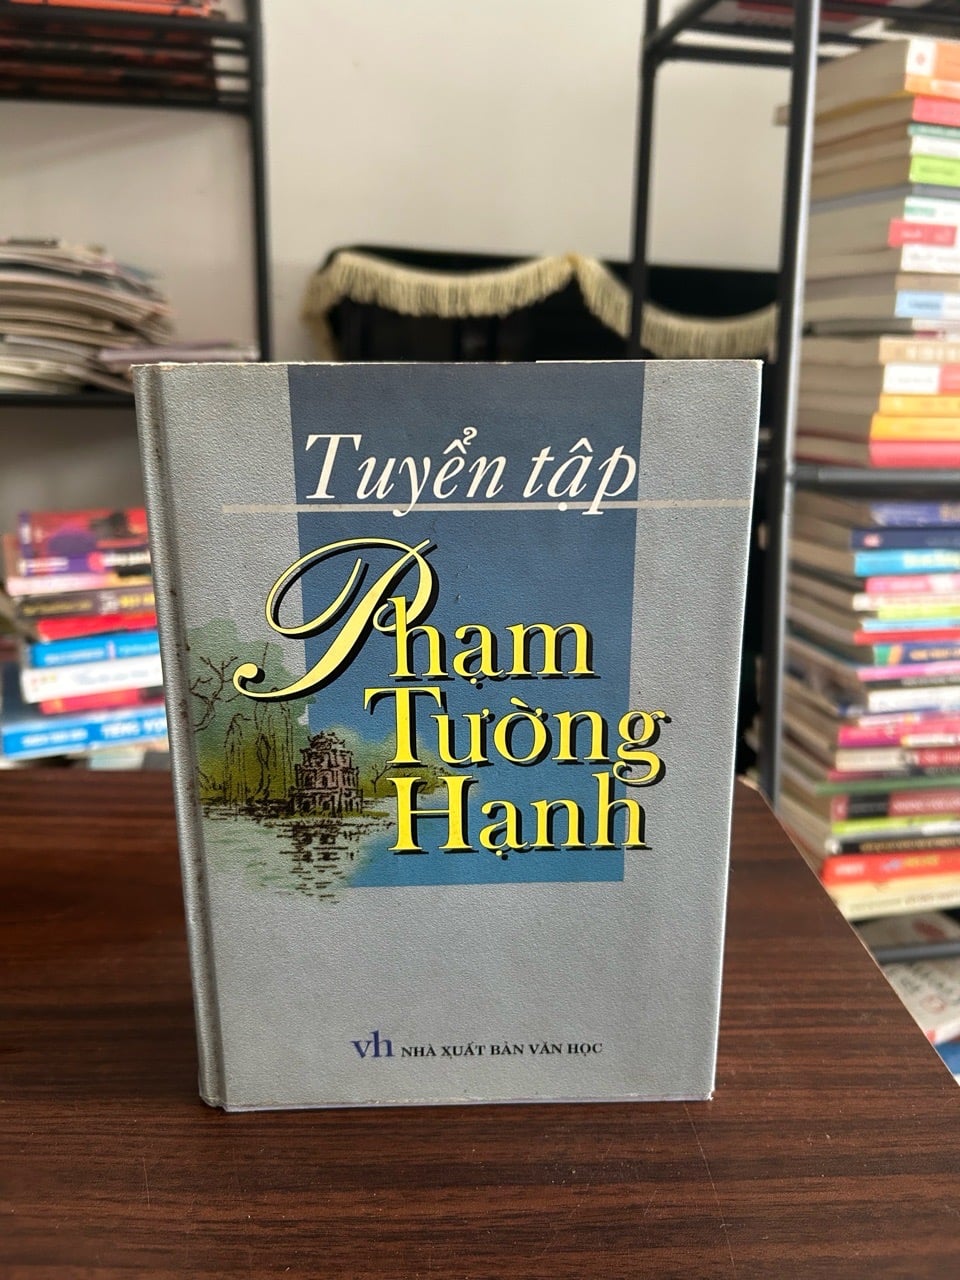 Tuyển tập
Phạm
Tường
Hạnh
vh NHÀ XUẤT BẢN VĂN HỌC